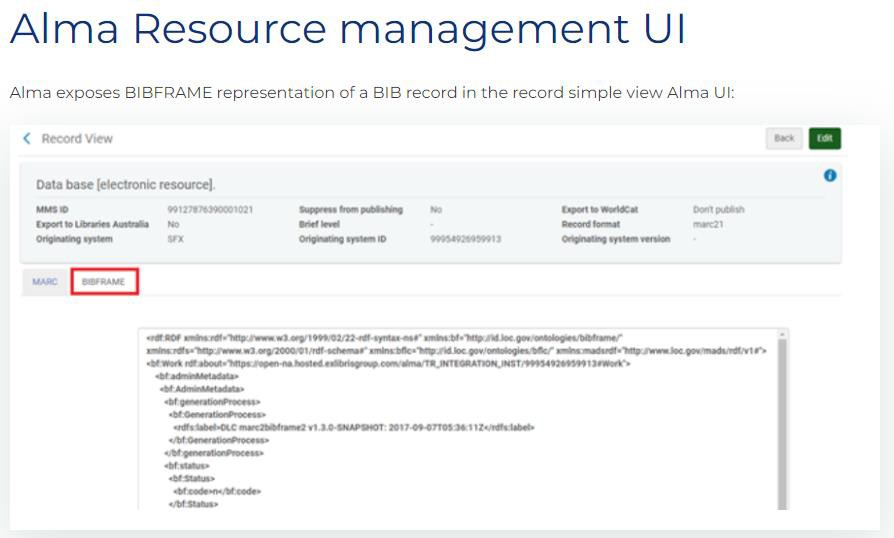 Alma Resource management UI
Alma exposes BIBFRAME representation of a BIB record in the record simple view Alma UI:
Record View
Back
Edit
Data base [electronic resource].
MMS ID 99127876390001021 Suppress from publishing No Export to WorldCat Don't publish
Export to Libraries Australia No Brief level - Record format marc21
Originating system SFX Originating system ID 99954926959913 Originating system version -
MARC BIBFRAME
<rdf:RDF xmlns:rdf="http://www.w3.org/1999/02/22-rdf-syntax-ns#" xmlns:bf="http://id.loc.gov/ontologies/bibframe/"
xmlns:rdfs="http://www.w3.org/2000/01/rdf-schema#" xmlns:bflc="http://id.loc.gov/ontologies/bflc/" xmlns:madsrdf="http://www.loc.gov/mads/rdf/v1#">
<bf:Work rdf:about="https://open-na.hosted.exlibrisgroup.com/alma/TR_INTEGRATION_INST/99954926959913#Work">
<bf:adminMetadata>
<bf:AdminMetadata>
<bf:generationProcess>
<bf:GenerationProcess>
<rdfs:label>DLC marc2bibframe2 v1.3.0-SNAPSHOT: 2017-09-07T05:36:11Z</rdfs:label>
</bf:GenerationProcess>
</bf:generationProcess>
<bf:status>
<bf:Status>
<bf:code>n</bf:code>
</bf:Status>